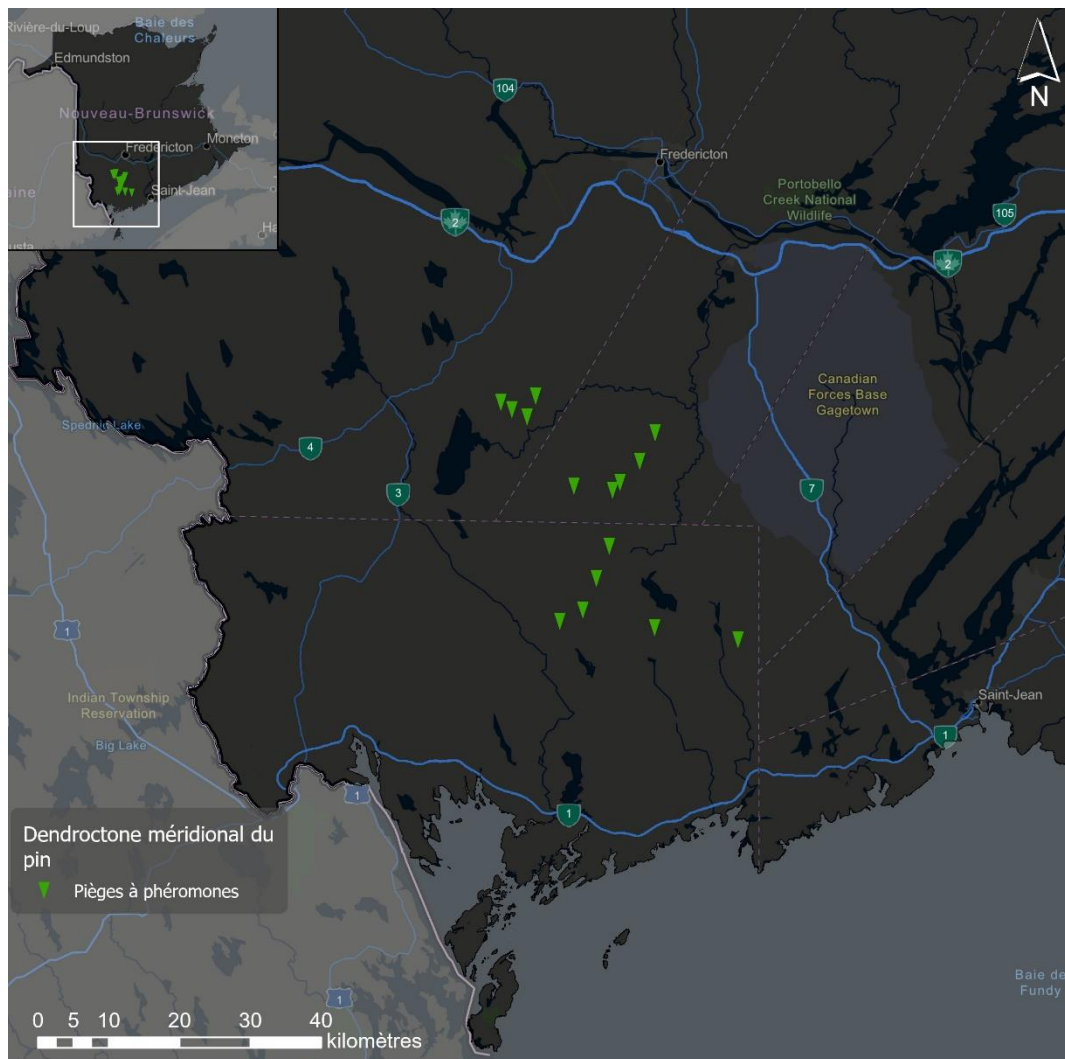 Rivière-du-Loup
Baie des
Chaleurs
Edmundston
Nouveau-Brunswick
Fredericton
Moncton
Saint-Jean
aine
usta
Ha
N
104
Fredericton
Portobello
Creek National
Wildlife
105
2
2
Canadian
Forces Base
Gagetown
Spednic Lake
4
3
7
1
Indian Township
Reservation
Big Lake
Saint-Jean
1
1
1
Dendroctone méridional du
pin
Pièges à phéromones
Baie de
Fundy
1
0 5 10 20 30 40
kilomètres